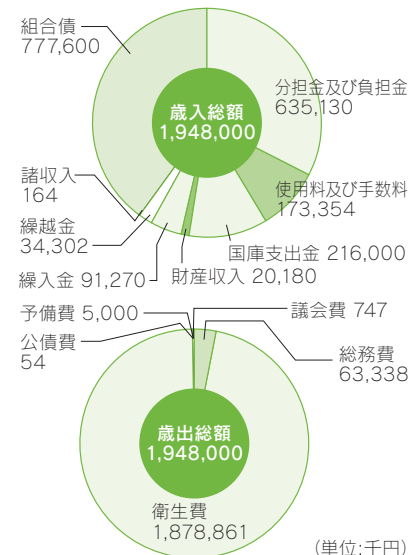 組合債
777,600
分担金及び負担金
635,130
歳入総額
1,948,000
諸収入
164
使用料及び手数料
173,354
繰越金
34,302
国庫支出金 216,000
繰入金 91,270
財産収入 20,180
予備費 5,000
議会費 747
公債費
54
総務費
63,338
歳出総額
1,948,000
衛生費
1,878,861
(単位:千円)